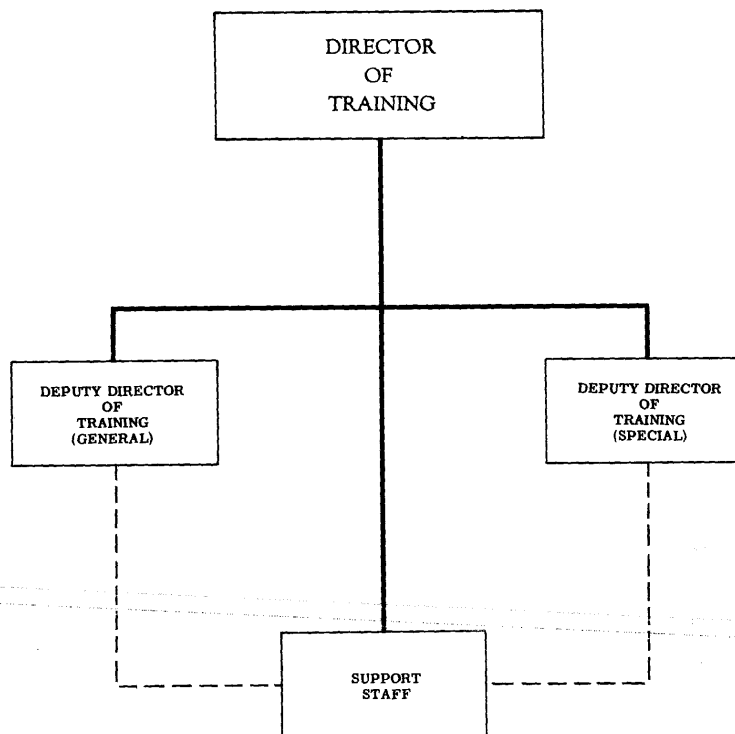 DIRECTOR
OF
TRAINING
DEPUTY DIRECTOR
OF
TRAINING
(GENERAL)
DEPUTY DIRECTOR
OF
TRAINING
(SPECIAL)
SUPPORT
STAFF